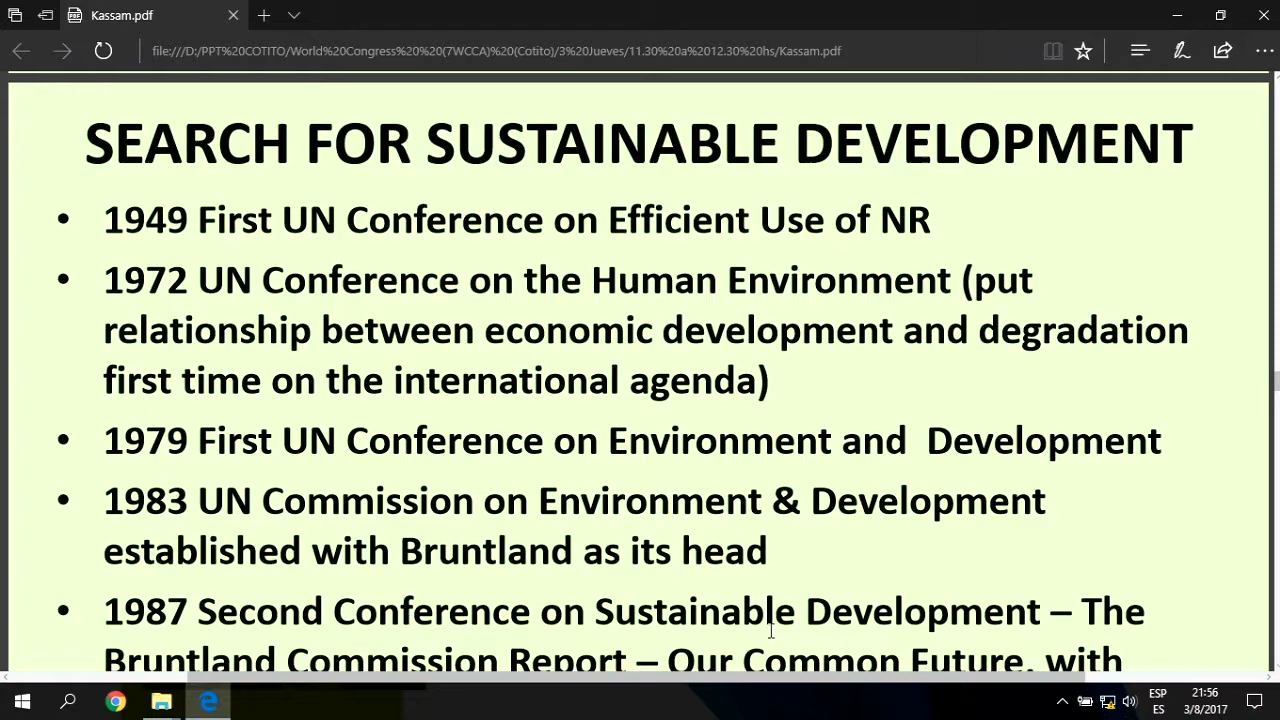 Kassam.pdf
file:///D:/PPT%20COTITO/World%20Congress%20%20(7WCCA)%20(Cotito)/3%20Jueves/11.30%20a%2012.30%20hs/Kassam.pdf
SEARCH FOR SUSTAINABLE DEVELOPMENT
• 1949 First UN Conference on Efficient Use of NR
• 1972 UN Conference on the Human Environment (put
relationship between economic development and degradation
first time on the international agenda)
• 1979 First UN Conference on Environment and Development
• 1983 UN Commission on Environment & Development
established with Bruntland as its head
• 1987 Second Conference on Sustainable Development – The
Bruntland Commission Report – Our Common Future, with
ESP 21:56
ES 3/8/2017